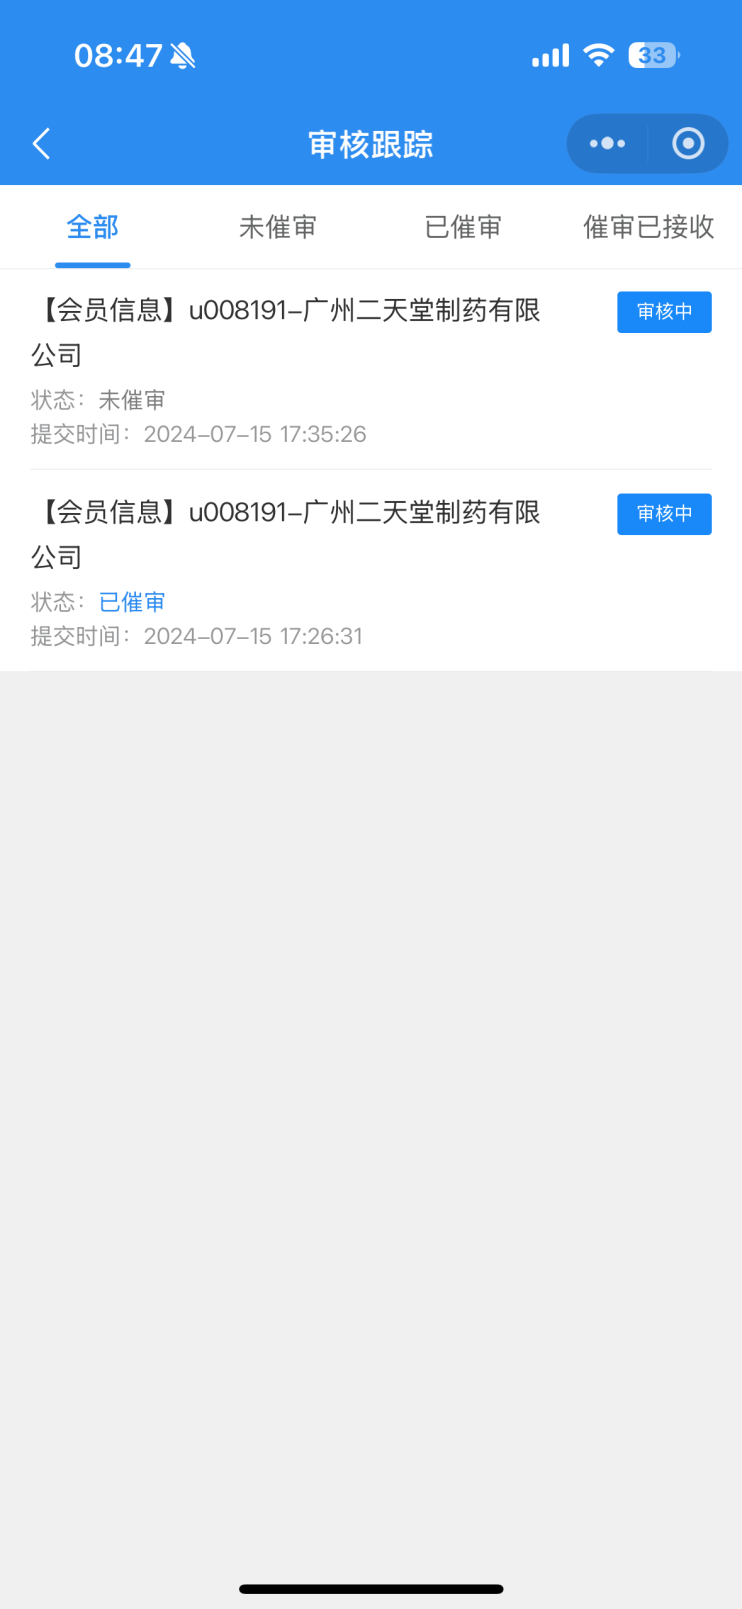 08:47
33
审核跟踪
全部 未催审 已催审 催审已接收
【会员信息】u008191-广州二天堂制药有限 审核中
公司
状态：未催审
提交时间：2024-07-15 17:35:26
【会员信息】u008191-广州二天堂制药有限 审核中
公司
状态：已催审
提交时间：2024-07-15 17:26:31